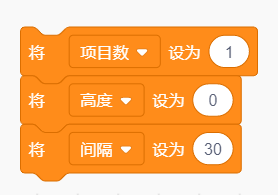 将 项目数 设为 1
将 高度 设为 0
将 间隔 设为 30